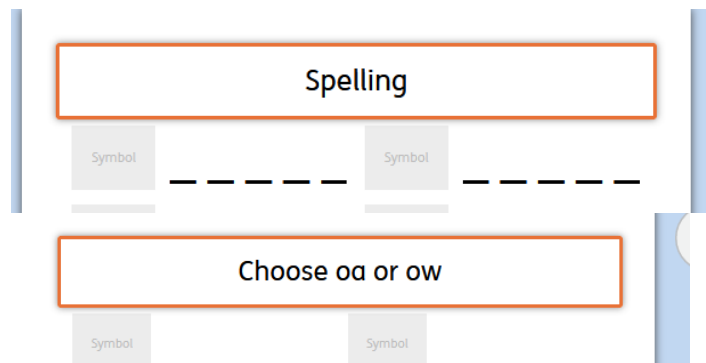 Spelling
Symbol _ _ _ _ _ Symbol _ _ _ _ _
Choose oa or ow
Symbol Symbol